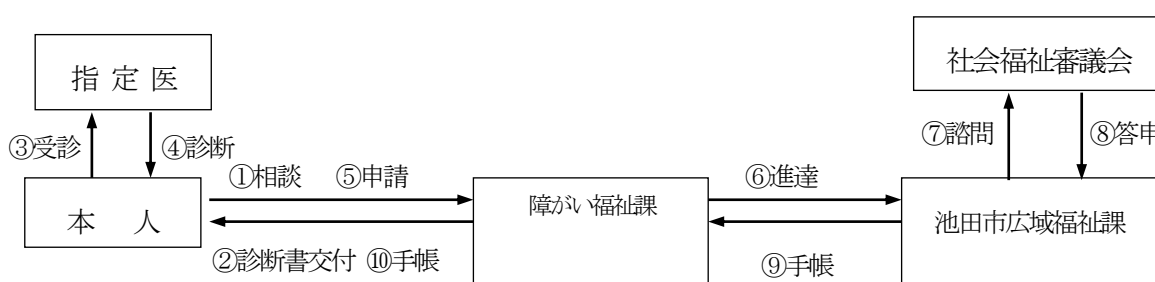 社会福祉審議会
指 定 医
③受診
④診断
⑦諮問
⑧答申
①相談 ⑤申請
⑥進達
本 人
障がい福祉課
池田市広域福祉課
②診断書交付 ⑩手帳
⑨手帳